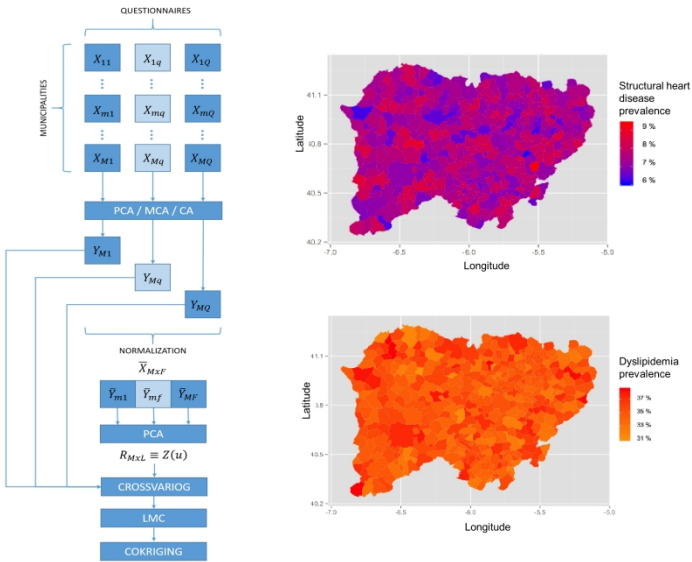 QUESTIONNAIRES
MUNICIPALITIES
X11 X1q X1Q
Xm1 Xmq XmQ
XM1 XMq XMQ
PCA / MCA / CA
YM1
YMq
YMQ
NORMALIZATION
X̅MxF
Y̅m1 Y̅mf Y̅MF
PCA
RMxL ≡ Z(u)
CROSSVARIOG
LMC
COKRIGING
Latitude
41.1
40.8
40.5
40.2
-7.0 -6.5 -6.0 -5.5 -5.0
Longitude
Structural heart
disease
prevalence
9 %
8 %
7 %
6 %
Latitude
41.1
3.8
40.5
40.2
-7.0 -6.5 -6.0 -5.5 -5.0
Longitude
Dyslipidemia
prevalence
37 %
35 %
33 %
31 %